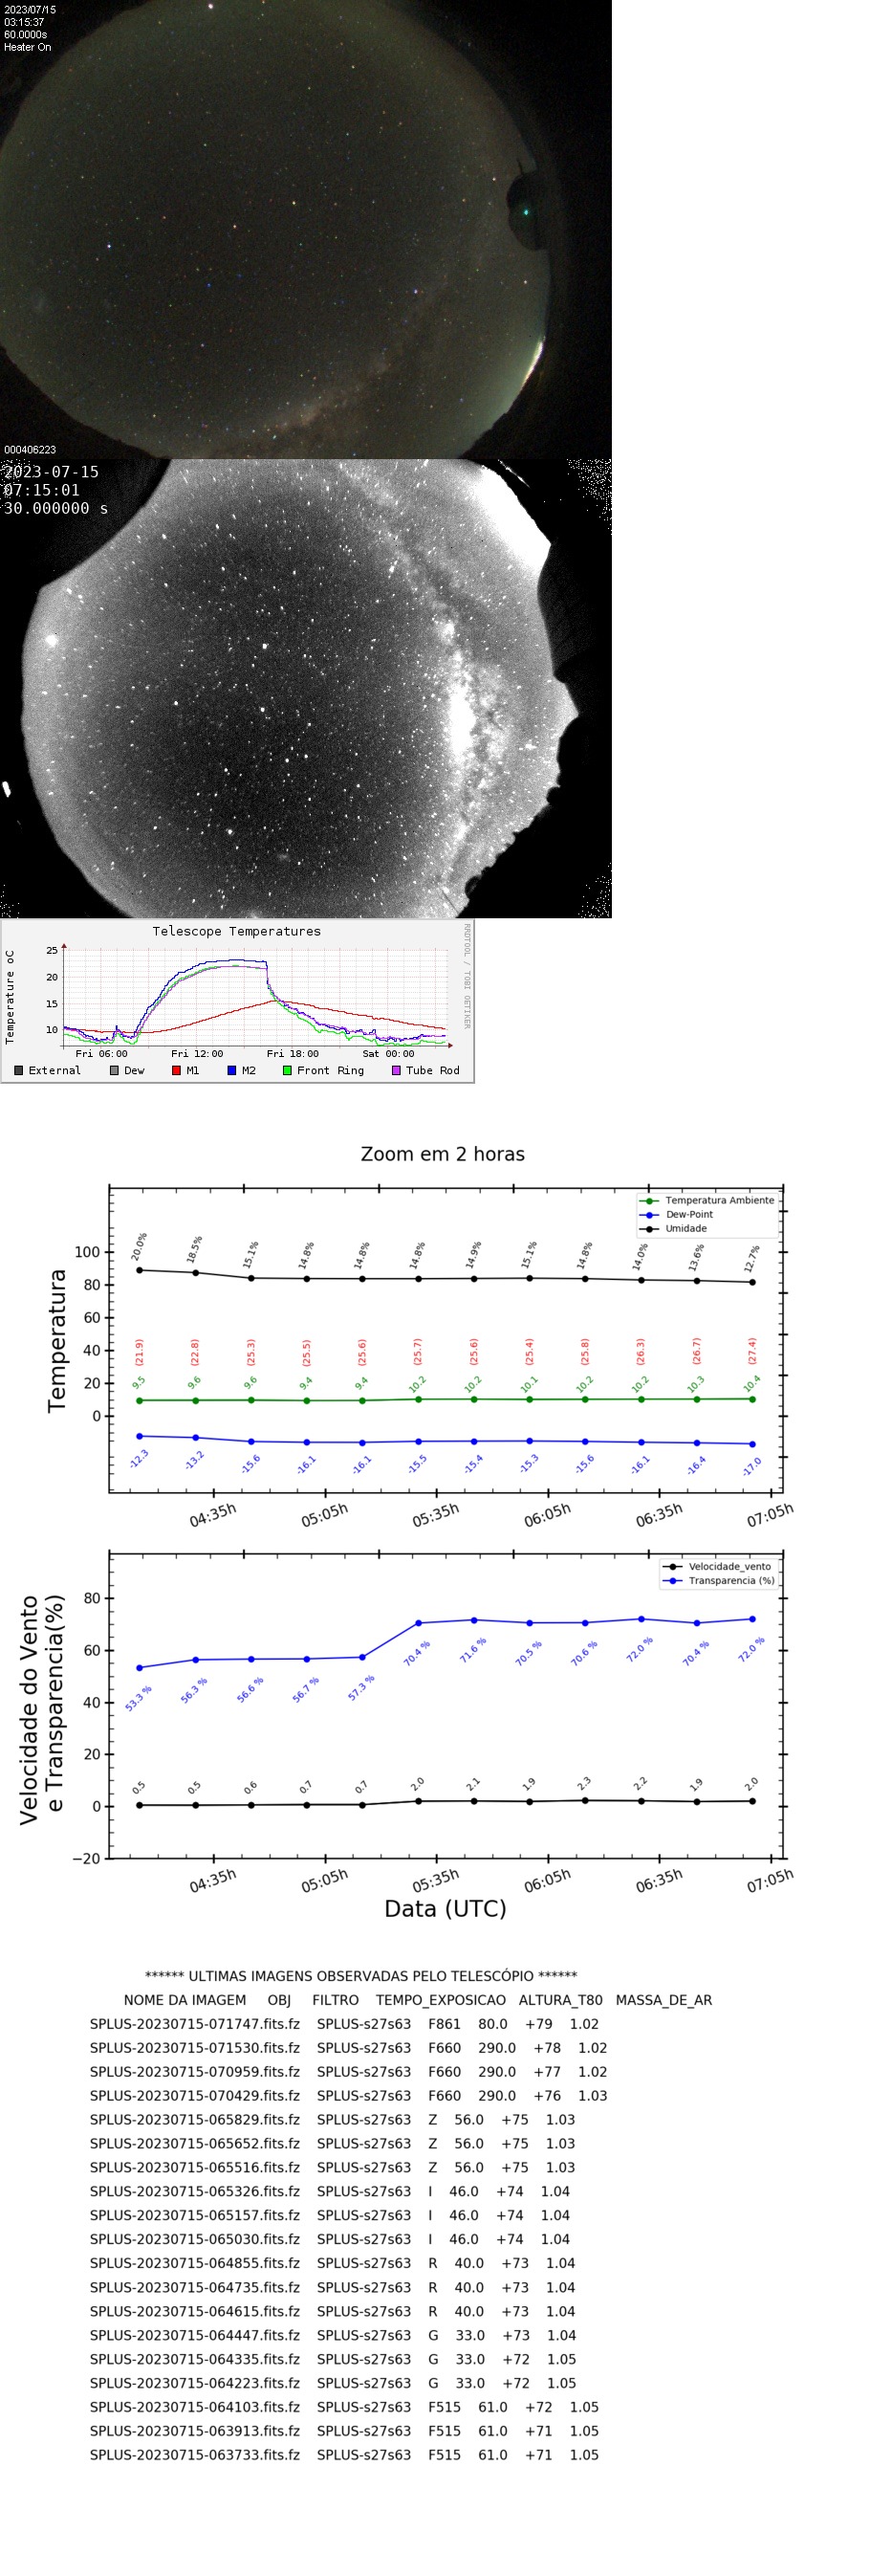 2023/07/15
03:15:37
60.0000s
Heater On
000406223
2023-07-15
07:15:01
30.000000 s
Telescope Temperatures
RRDTOOL / TOBI OETIKER
Temperature oC
25
20
15
10
Fri 06:00 Fri 12:00 Fri 18:00 Sat 00:00
External Dew M1 M2 Front Ring Tube Rod
Zoom em 2 horas
Temperatura Ambiente
Dew-Point
Umidade
Temperatura
100
80
60
40
20
0
20.0% 18.5% 15.1% 14.8% 14.8% 14.8% 14.9% 15.1% 14.8% 14.0% 13.6% 12.7%
(21.9) (22.8) (25.3) (25.5) (25.6) (25.7) (25.6) (25.4) (25.8) (26.3) (26.7) (27.4)
9.5 9.6 9.6 9.4 9.4 10.2 10.2 10.1 10.2 10.2 10.3 10.4
-12.3 -13.2 -15.6 -16.1 -16.1 -15.5 -15.4 -15.3 -15.6 -16.1 -16.4 -17.0
04:35h 05:05h 05:35h 06:05h 06:35h 07:05h
Velocidade_vento
Transparencia (%)
Velocidade do Vento
e Transparencia(%)
80
60
40
20
0
−20
53.3 % 56.3 % 56.6 % 56.7 % 57.3 % 70.4 % 71.6 % 70.5 % 70.6 % 72.0 % 70.4 % 72.0 %
0.5 0.5 0.6 0.7 0.7 2.0 2.1 1.9 2.3 2.2 1.9 2.0
04:35h 05:05h 05:35h 06:05h 06:35h 07:05h
Data (UTC)
****** ULTIMAS IMAGENS OBSERVADAS PELO TELESCÓPIO ******
NOME DA IMAGEM OBJ FILTRO TEMPO_EXPOSICAO ALTURA_T80 MASSA_DE_AR
SPLUS-20230715-071747.fits.fz SPLUS-s27s63 F861 80.0 +79 1.02
SPLUS-20230715-071530.fits.fz SPLUS-s27s63 F660 290.0 +78 1.02
SPLUS-20230715-070959.fits.fz SPLUS-s27s63 F660 290.0 +77 1.02
SPLUS-20230715-070429.fits.fz SPLUS-s27s63 F660 290.0 +76 1.03
SPLUS-20230715-065829.fits.fz SPLUS-s27s63 Z 56.0 +75 1.03
SPLUS-20230715-065652.fits.fz SPLUS-s27s63 Z 56.0 +75 1.03
SPLUS-20230715-065516.fits.fz SPLUS-s27s63 Z 56.0 +75 1.03
SPLUS-20230715-065326.fits.fz SPLUS-s27s63 I 46.0 +74 1.04
SPLUS-20230715-065157.fits.fz SPLUS-s27s63 I 46.0 +74 1.04
SPLUS-20230715-065030.fits.fz SPLUS-s27s63 I 46.0 +74 1.04
SPLUS-20230715-064855.fits.fz SPLUS-s27s63 R 40.0 +73 1.04
SPLUS-20230715-064735.fits.fz SPLUS-s27s63 R 40.0 +73 1.04
SPLUS-20230715-064615.fits.fz SPLUS-s27s63 R 40.0 +73 1.04
SPLUS-20230715-064447.fits.fz SPLUS-s27s63 G 33.0 +73 1.04
SPLUS-20230715-064335.fits.fz SPLUS-s27s63 G 33.0 +72 1.05
SPLUS-20230715-064223.fits.fz SPLUS-s27s63 G 33.0 +72 1.05
SPLUS-20230715-064103.fits.fz SPLUS-s27s63 F515 61.0 +72 1.05
SPLUS-20230715-063913.fits.fz SPLUS-s27s63 F515 61.0 +71 1.05
SPLUS-20230715-063733.fits.fz SPLUS-s27s63 F515 61.0 +71 1.05